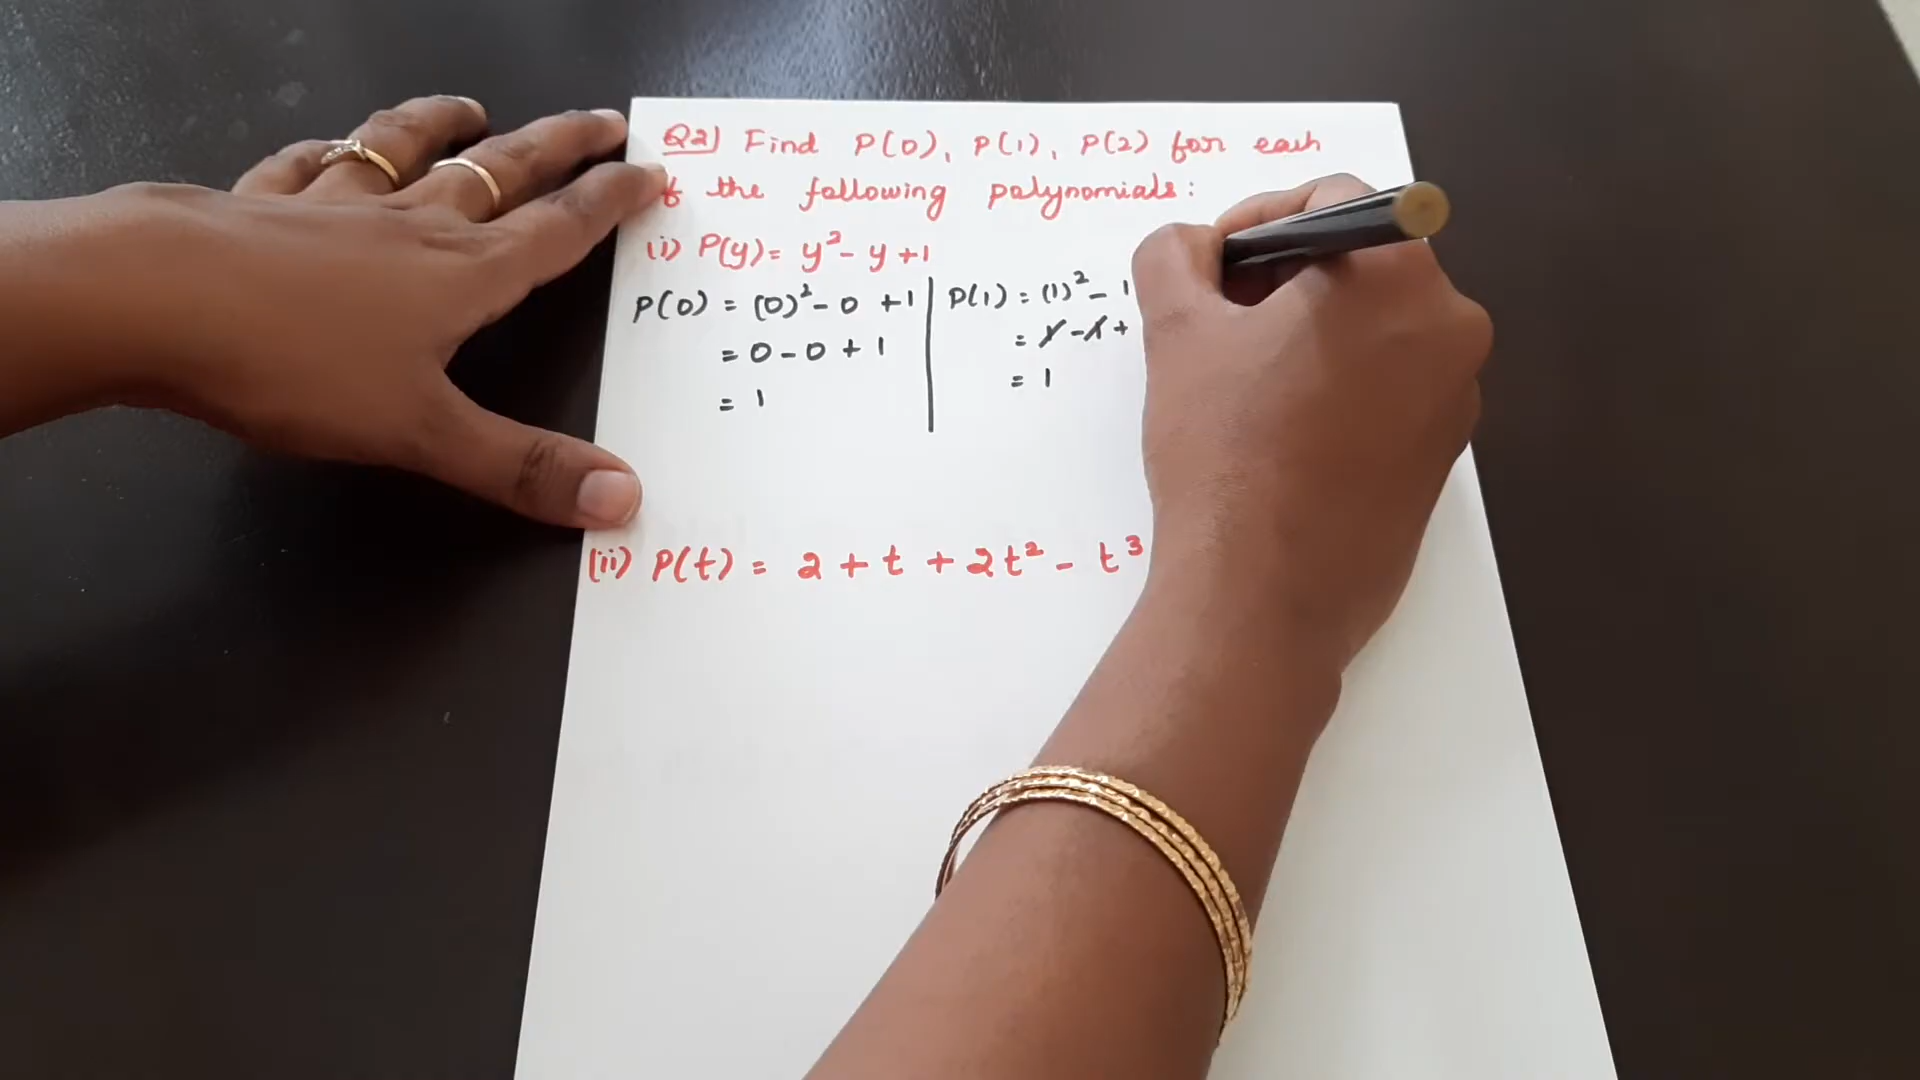 Q2) Find P(0), P(1), P(2) for each
the following polynomials:
(i) P(y) = y² - y + 1
P(0) = (0)² - 0 + 1
= 0 - 0 + 1
= 1
P(1) = (1)² - 1
= 1 - 1 +
= 1
(ii) P(t) = 2 + t + 2t² - t³